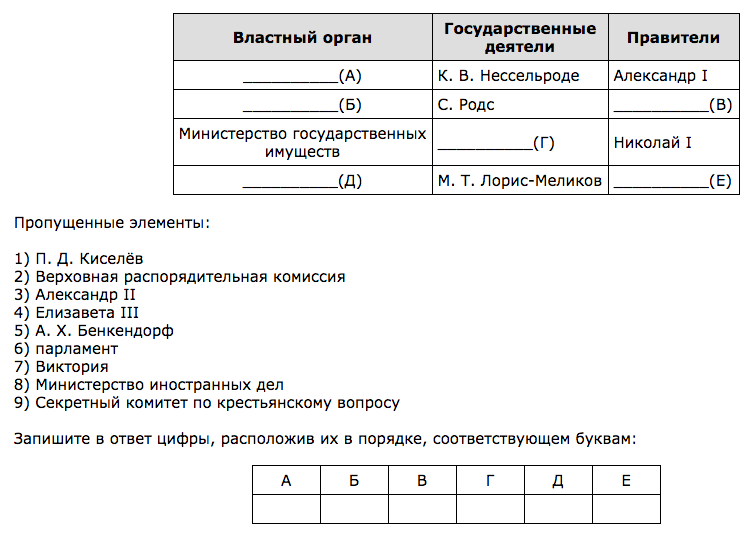 Властный орган
Государственные
деятели
Правители
__________(А)
К. В. Нессельроде
Александр I
__________(Б)
С. Родс
__________(В)
Министерство государственных
имуществ
__________(Г)
Николай I
__________(Д)
М. Т. Лорис-Меликов
__________(Е)
Пропущенные элементы:
1) П. Д. Киселёв
2) Верховная распорядительная комиссия
3) Александр II
4) Елизавета III
5) А. Х. Бенкендорф
6) парламент
7) Виктория
8) Министерство иностранных дел
9) Секретный комитет по крестьянскому вопросу
Запишите в ответ цифры, расположив их в порядке, соответствующем буквам:
А Б В Г Д Е